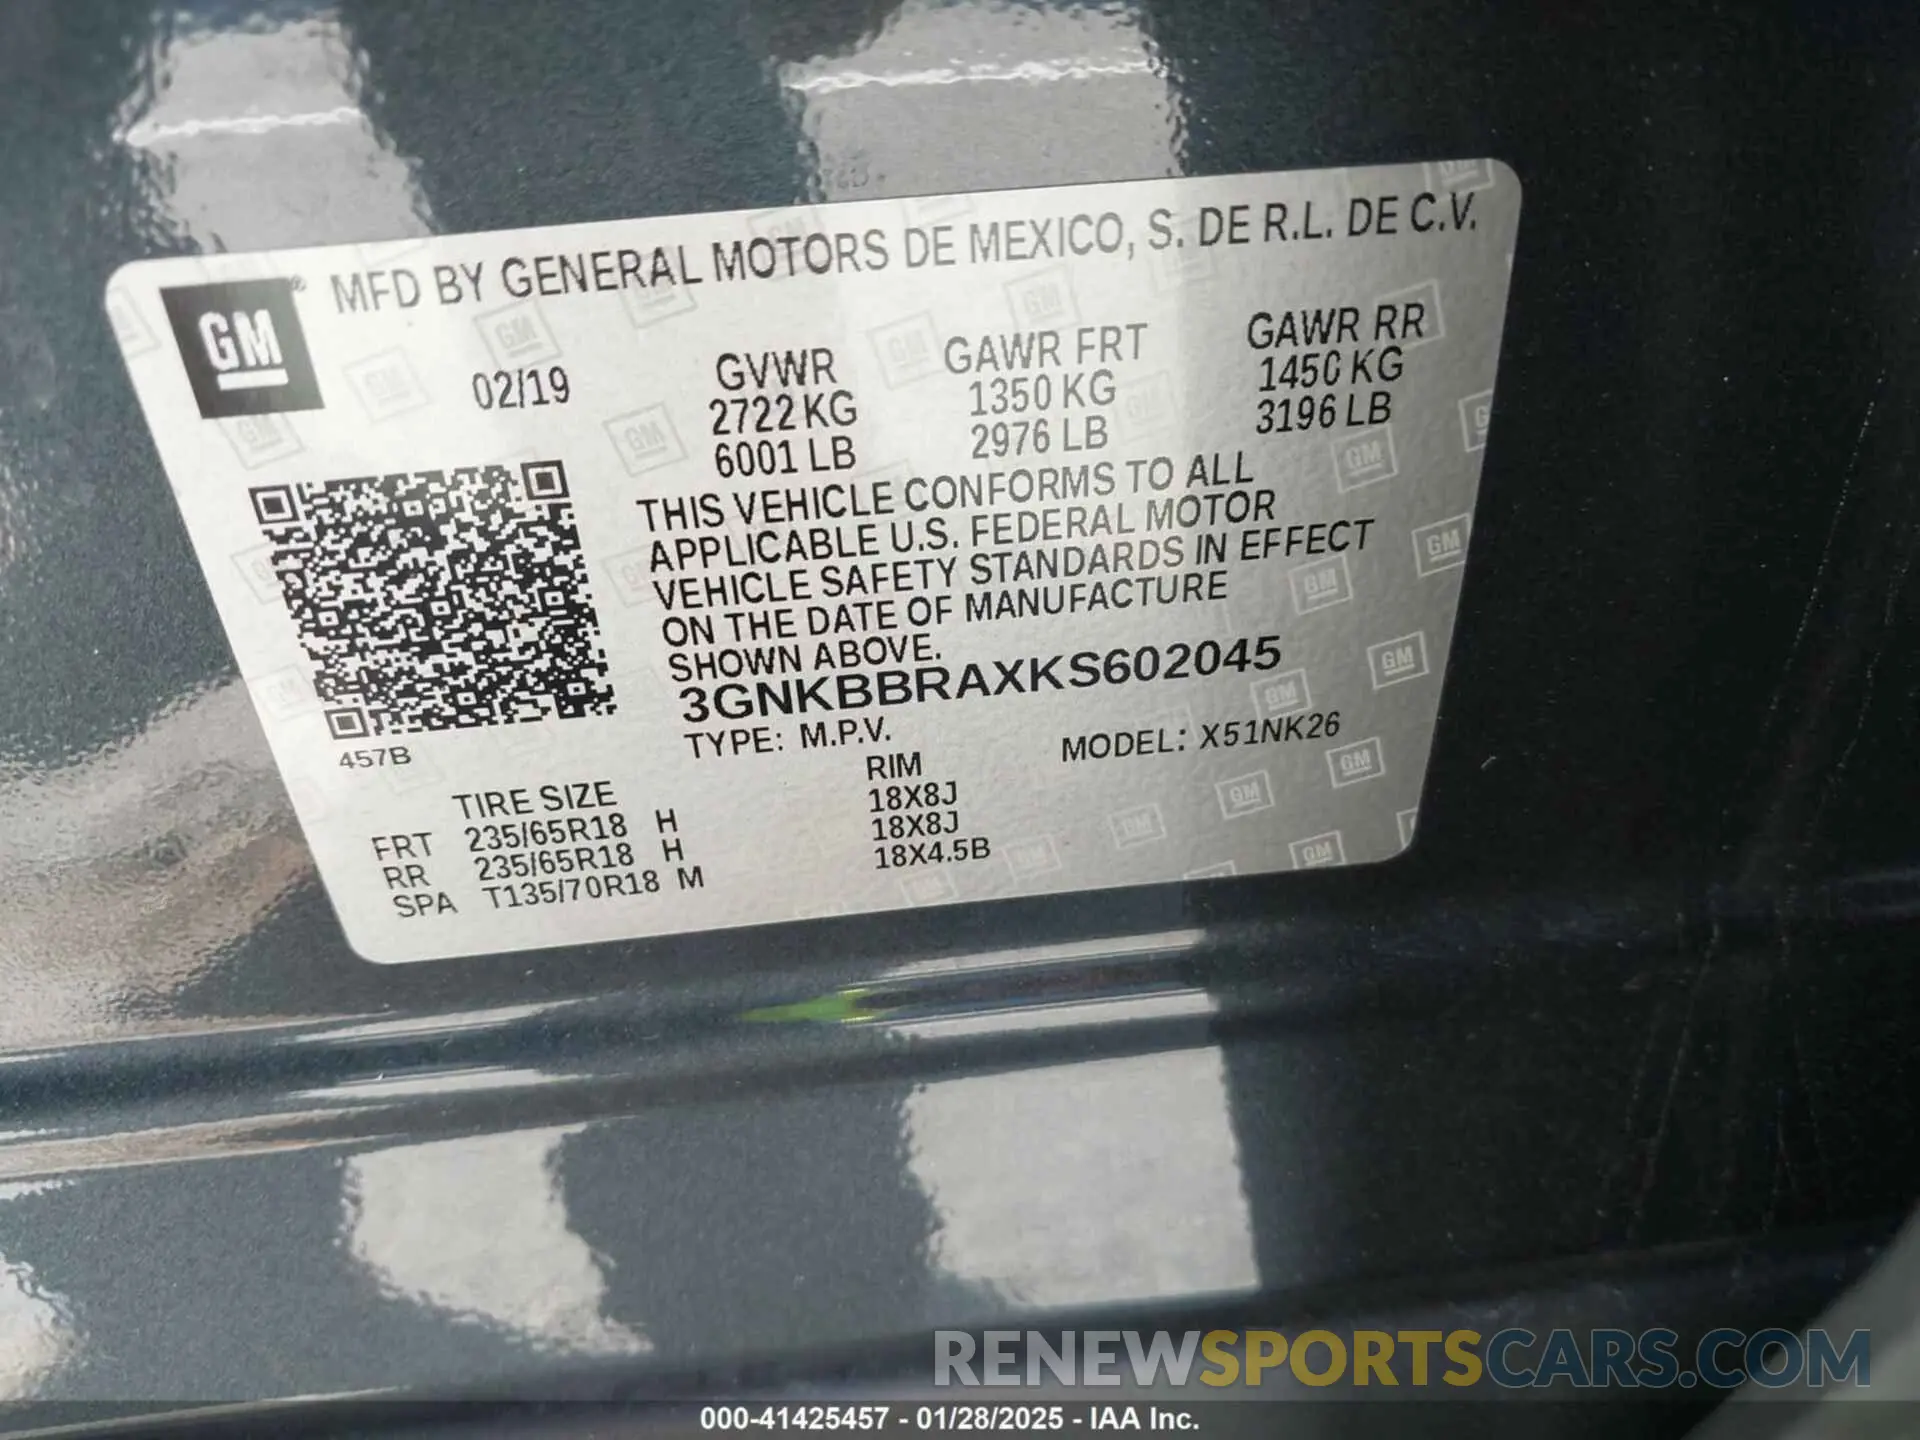 GM ® MFD BY GENERAL MOTORS DE MEXICO, S. DE R.L. DE C.V.
02/19
GVWR
2722 KG
6001 LB
GAWR FRT
1350 KG
2976 LB
GAWR RR
1450 KG
3196 LB
THIS VEHICLE CONFORMS TO ALL
APPLICABLE U.S. FEDERAL MOTOR
VEHICLE SAFETY STANDARDS IN EFFECT
ON THE DATE OF MANUFACTURE
SHOWN ABOVE.
3GNKBBRAXKS602045
TYPE: M.P.V. MODEL: X51NK26
457B
TIRE SIZE RIM
FRT 235/65R18 H 18X8J
RR 235/65R18 H 18X8J
SPA T135/70R18 M 18X4.5B
RENEWSPORTSCARS.COM
000-41425457 - 01/28/2025 - IAA Inc.